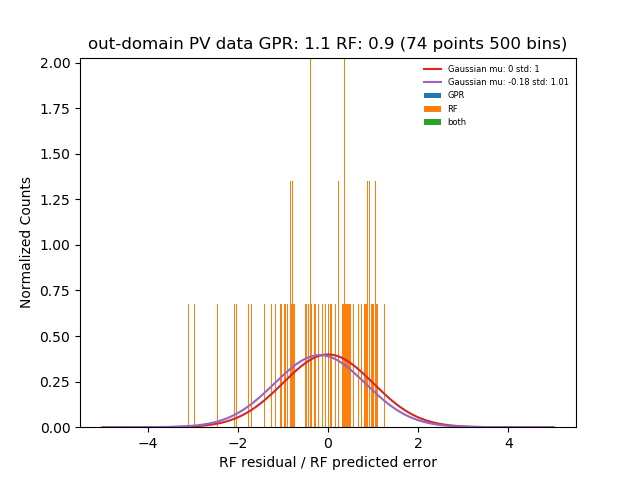 out-domain PV data GPR: 1.1 RF: 0.9 (74 points 500 bins)
Gaussian mu: 0 std: 1
Gaussian mu: -0.18 std: 1.01
GPR
RF
both
Normalized Counts
2.00
1.75
1.50
1.25
1.00
0.75
0.50
0.25
0.00
−4 −2 0 2 4
RF residual / RF predicted error